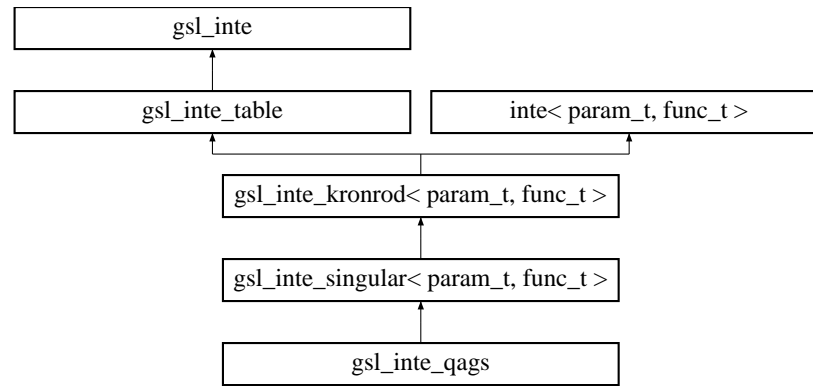 gsl_inte
gsl_inte_table
inte< param_t, func_t >
gsl_inte_kronrod< param_t, func_t >
gsl_inte_singular< param_t, func_t >
gsl_inte_qags